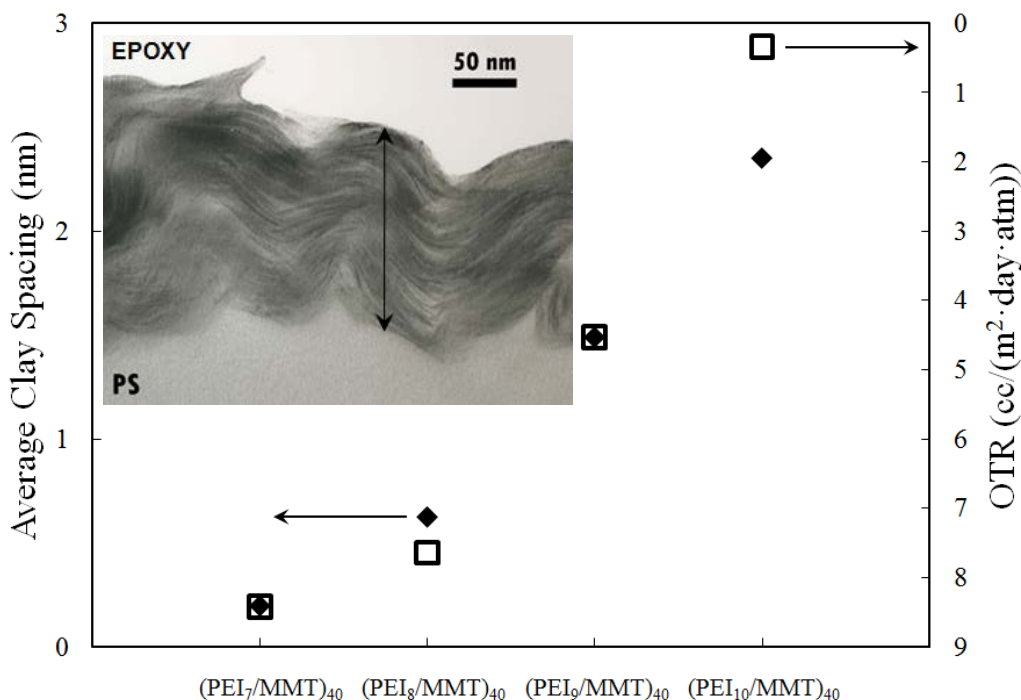 3
2
1
0
Average Clay Spacing (nm)
EPOXY
50 nm
PS
0
1
2
3
4
5
6
7
8
9
OTR (cc/(m²·day·atm))
(PEI₇/MMT)₄₀
(PEI₈/MMT)₄₀
(PEI₉/MMT)₄₀
(PEI₁₀/MMT)₄₀